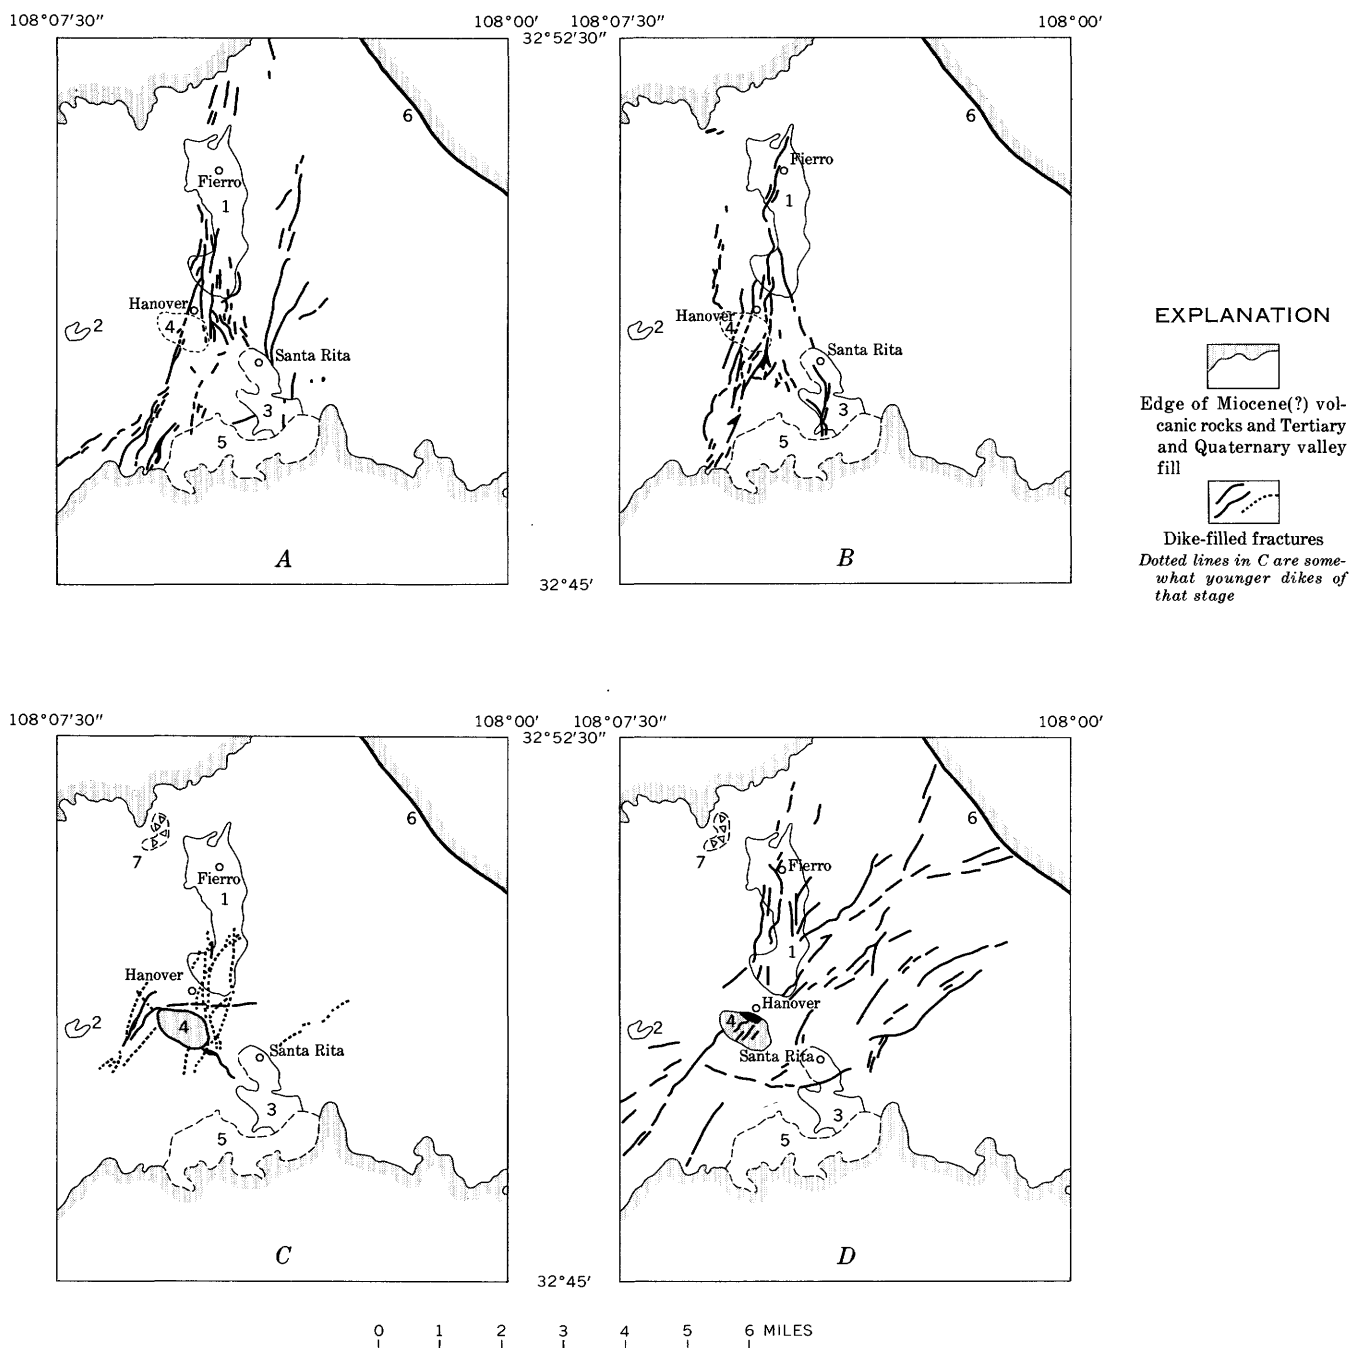 108°07'30"
108°00'
108°07'30"
108°00'
32°52'30"
6
6
Fierro
1
Fierro
1
Hanover
4
2
Santa Rita
3
5
Hanover
4
2
Santa Rita
3
5
A
B
32°45'
EXPLANATION
Edge of Miocene(?) vol-
canic rocks and Tertiary
and Quaternary valley
fill
Dike-filled fractures
Dotted lines in C are some-
what younger dikes of
that stage
108°07'30"
108°00'
108°07'30"
108°00'
32°52'30"
6
6
7
7
Fierro
1
Fierro
1
Hanover
4
2
Santa Rita
3
5
Hanover
4
2
Santa Rita
3
5
C
D
32°45'
0 1 2 3 4 5 6 MILES